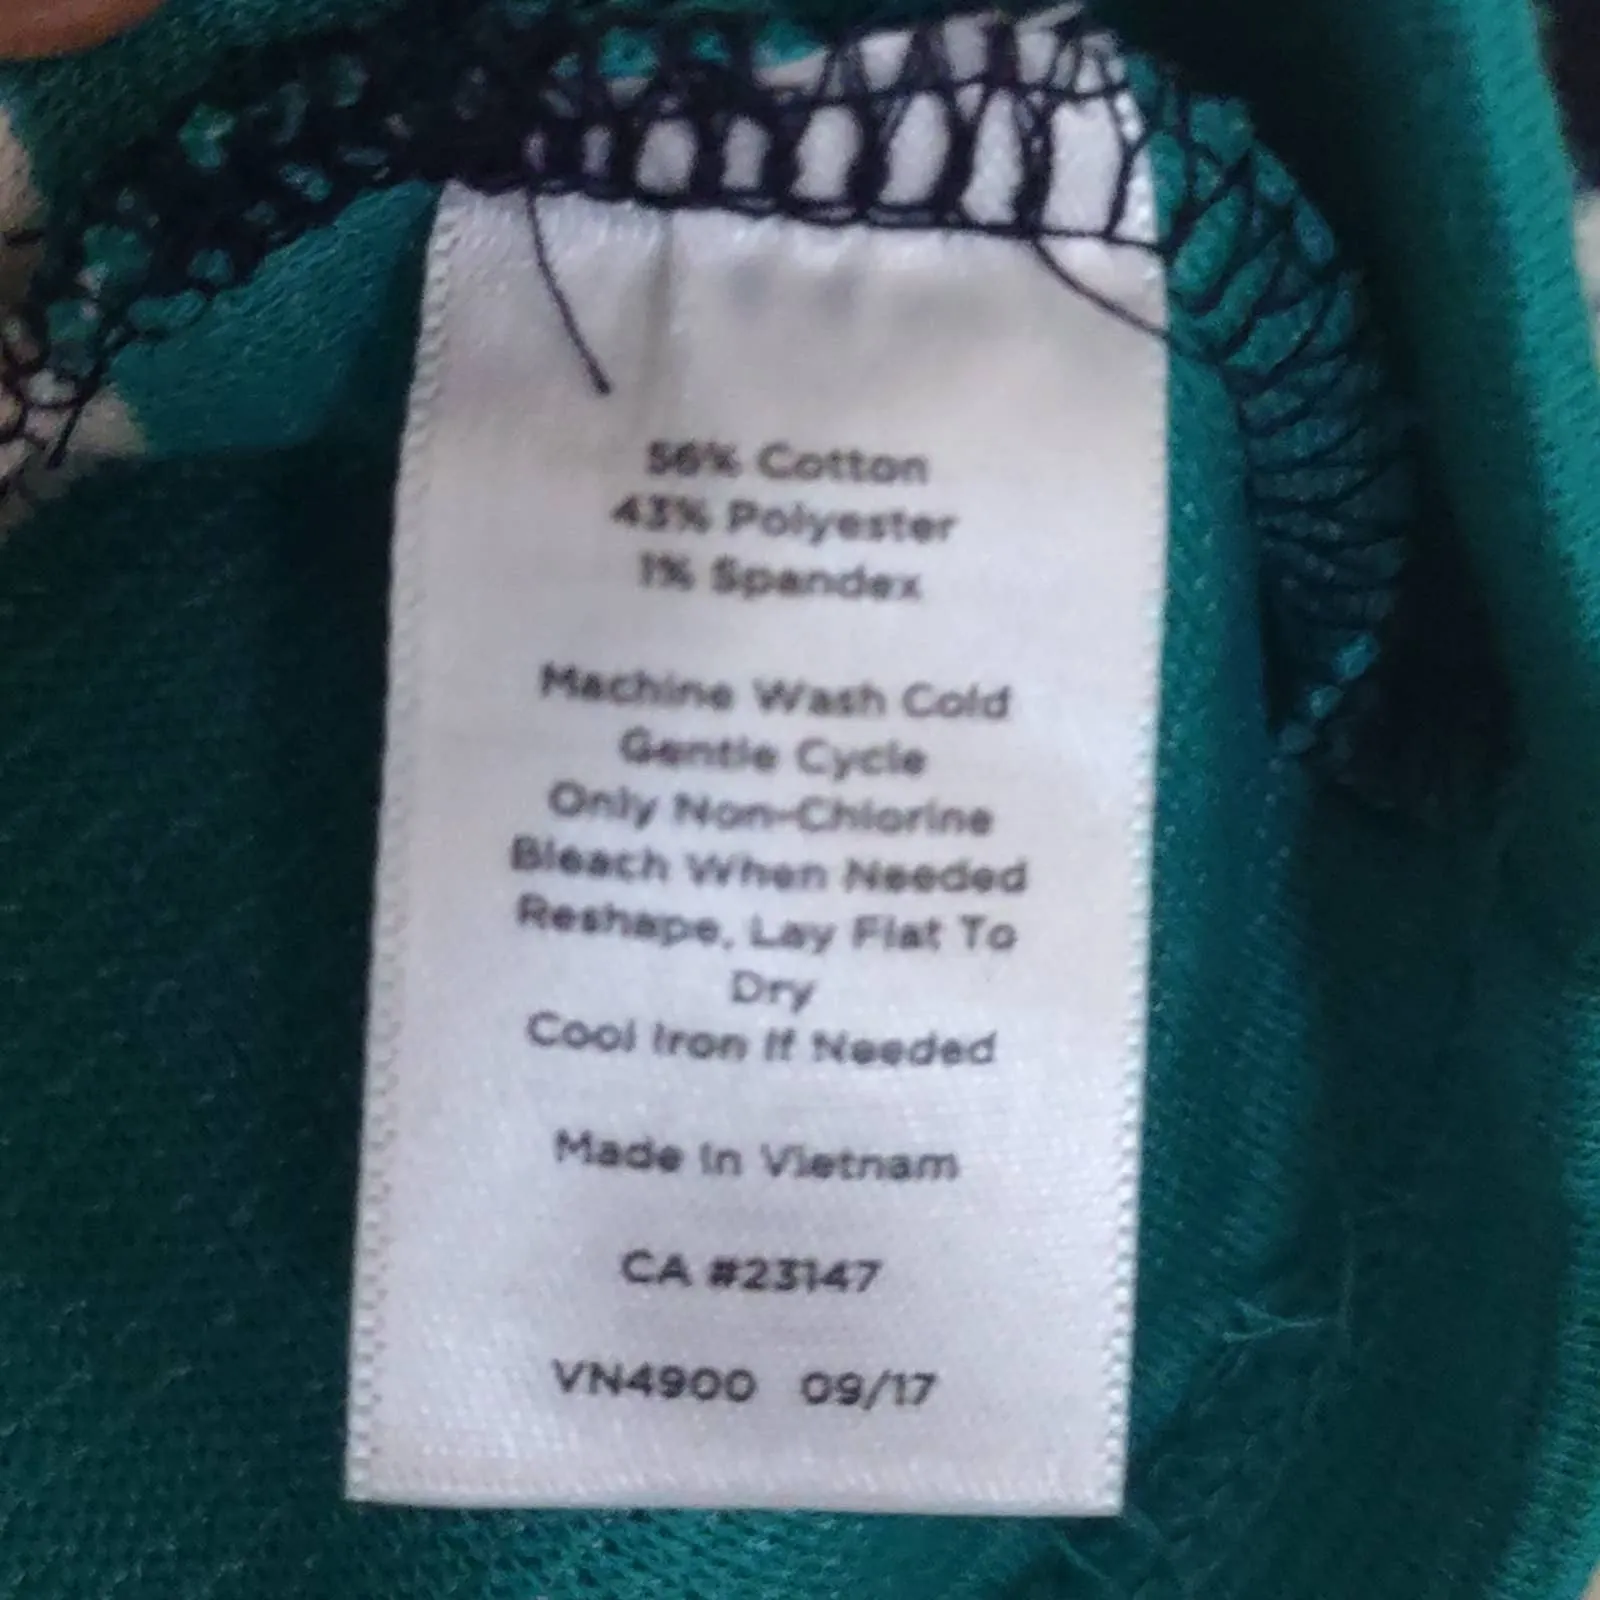 56% Cotton
43% Polyester
1% Spandex
Machine Wash Cold
Gentle Cycle
Only Non-Chlorine
Bleach When Needed
Reshape, Lay Flat To
Dry
Cool Iron If Needed
Made In Vietnam
CA #23147
VN4900 09/17